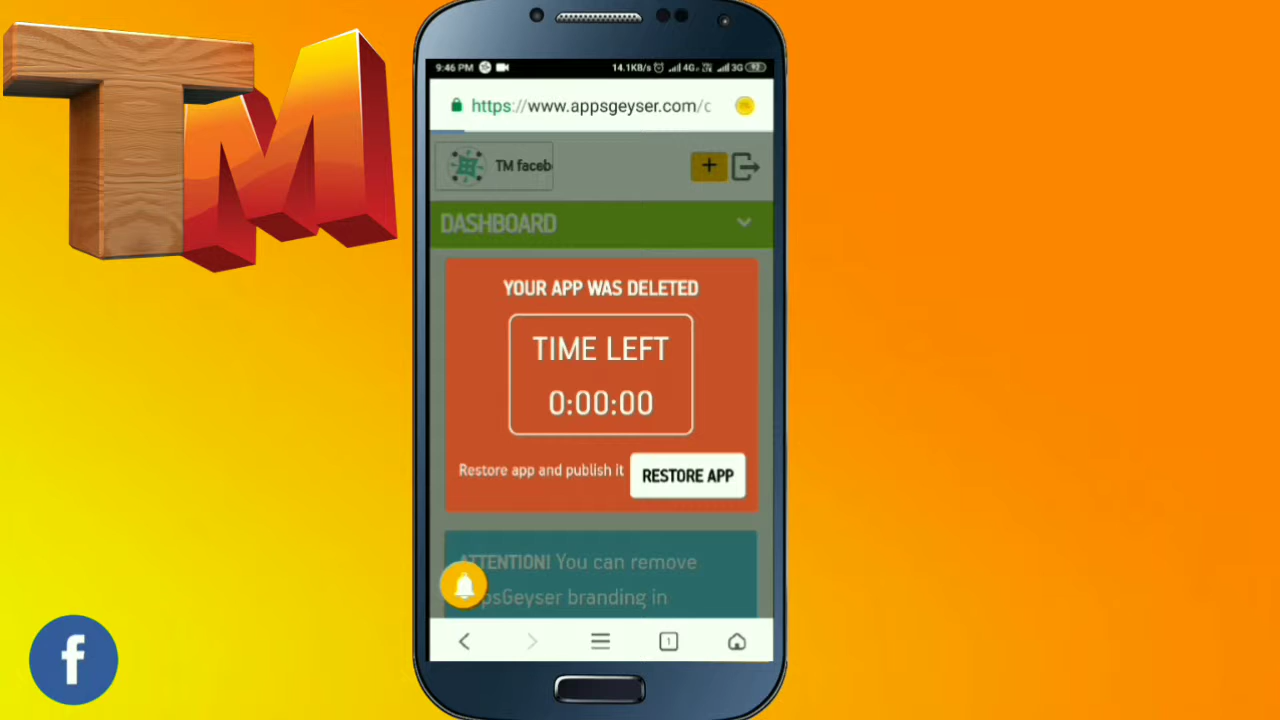 TM
9:46 PM 14.1KB/s 4G 3G 92
https://www.appsgeyser.com/c
TM faceb
+
DASHBOARD
YOUR APP WAS DELETED
TIME LEFT
0:00:00
Restore app and publish it RESTORE APP
ATTENTION! You can remove
psGeyser branding in
1
f